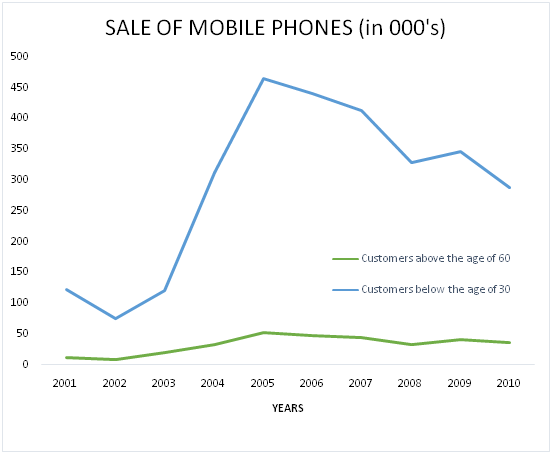 SALE OF MOBILE PHONES (in 000's)
500
450
400
350
300
250
200
150
100
50
0
Customers above the age of 60
Customers below the age of 30
2001 2002 2003 2004 2005 2006 2007 2008 2009 2010
YEARS